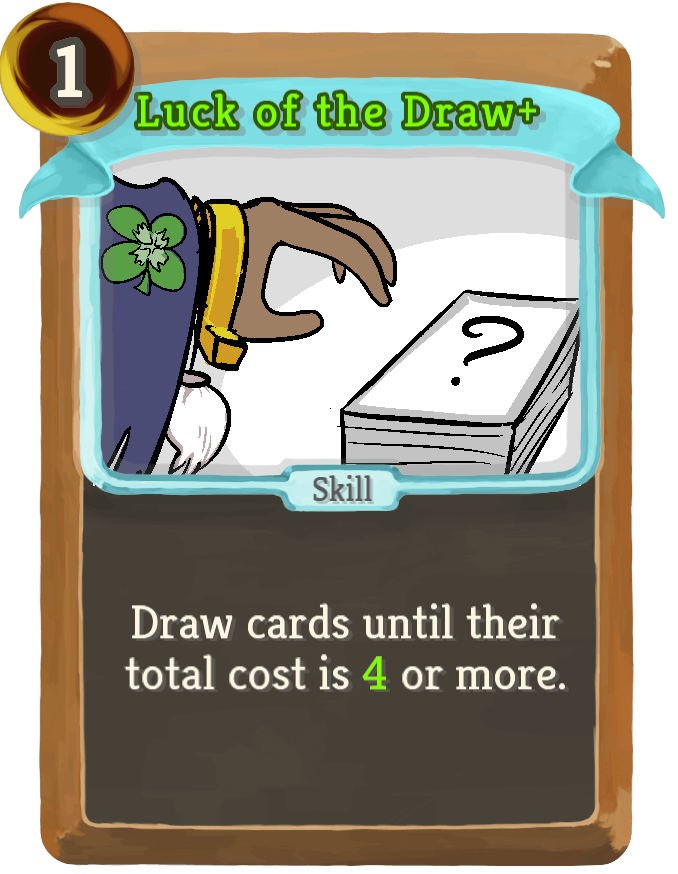 1
Luck of the Draw+
?
Skill
Draw cards until their
total cost is 4 or more.